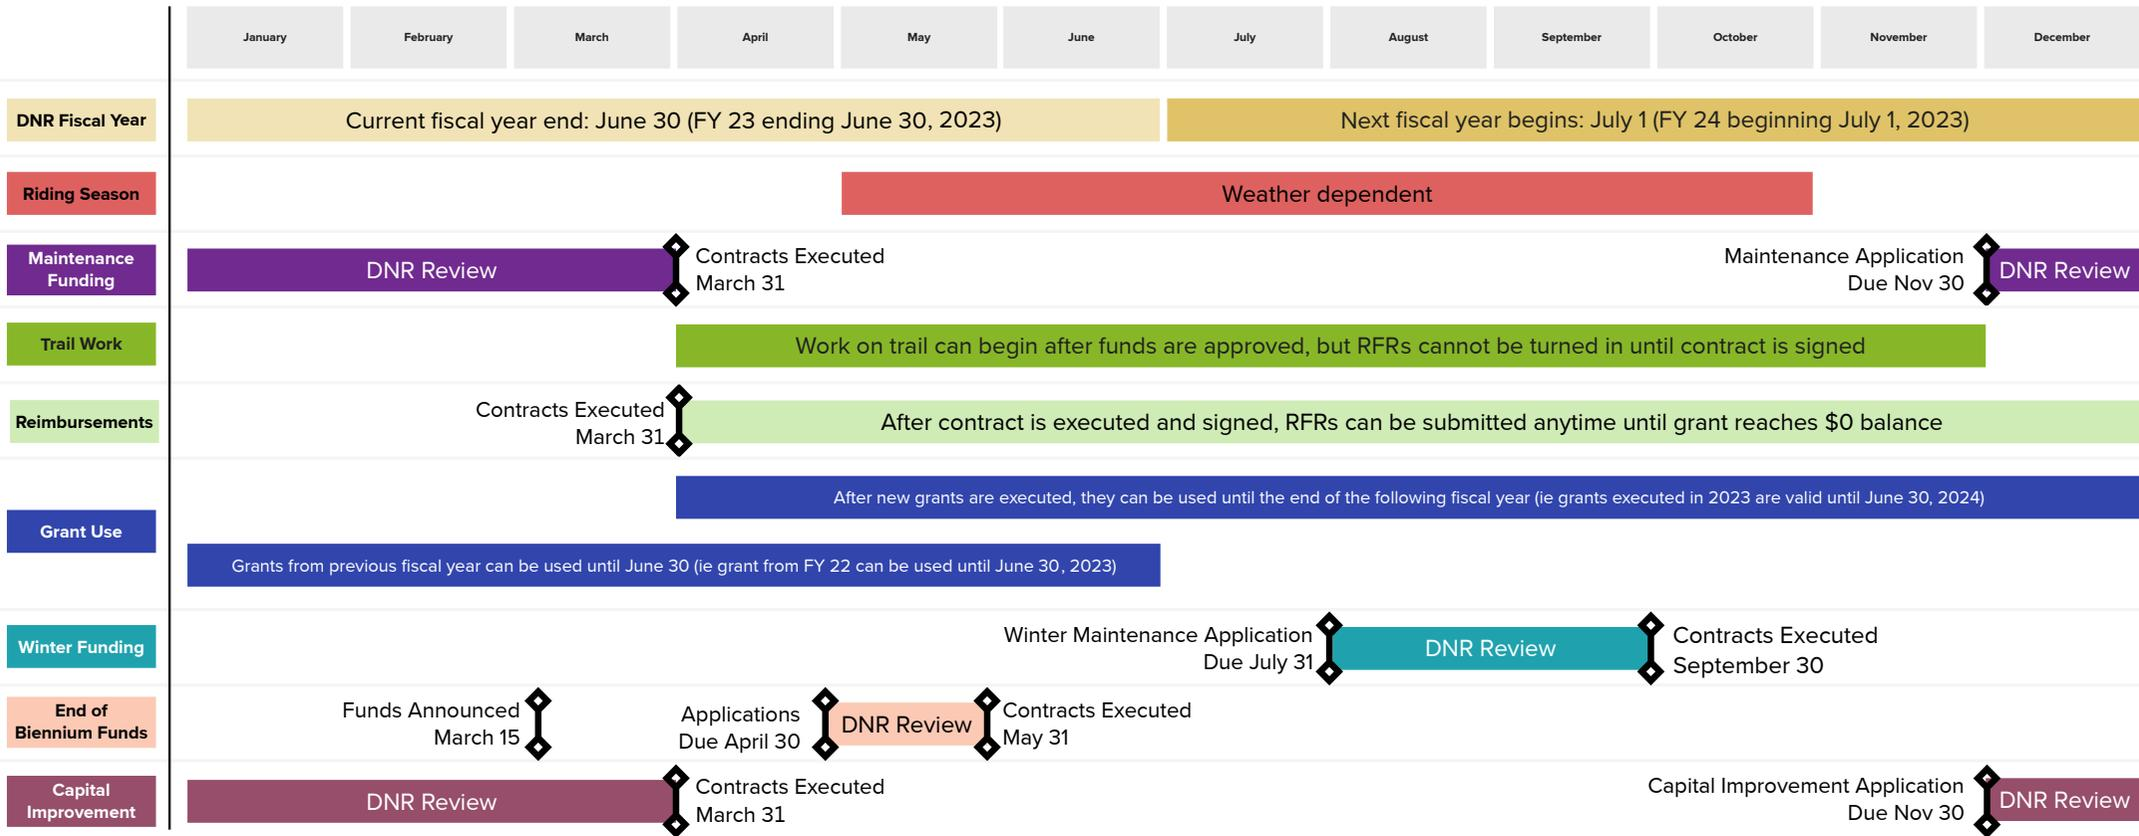 January February March April May June July August September October November December
DNR Fiscal Year
Current fiscal year end: June 30 (FY 23 ending June 30, 2023)
Next fiscal year begins: July 1 (FY 24 beginning July 1, 2023)
Riding Season
Weather dependent
Maintenance
Funding
DNR Review
Contracts Executed
March 31
Maintenance Application
Due Nov 30
DNR Review
Trail Work
Work on trail can begin after funds are approved, but RFRs cannot be turned in until contract is signed
Reimbursements
Contracts Executed
March 31
After contract is executed and signed, RFRs can be submitted anytime until grant reaches $0 balance
Grant Use
After new grants are executed, they can be used until the end of the following fiscal year (ie grants executed in 2023 are valid until June 30, 2024)
Grants from previous fiscal year can be used until June 30 (ie grant from FY 22 can be used until June 30, 2023)
Winter Funding
Winter Maintenance Application
Due July 31
DNR Review
Contracts Executed
September 30
End of
Biennium Funds
Funds Announced
March 15
Applications
Due April 30
DNR Review
Contracts Executed
May 31
Capital
Improvement
DNR Review
Contracts Executed
March 31
Capital Improvement Application
Due Nov 30
DNR Review